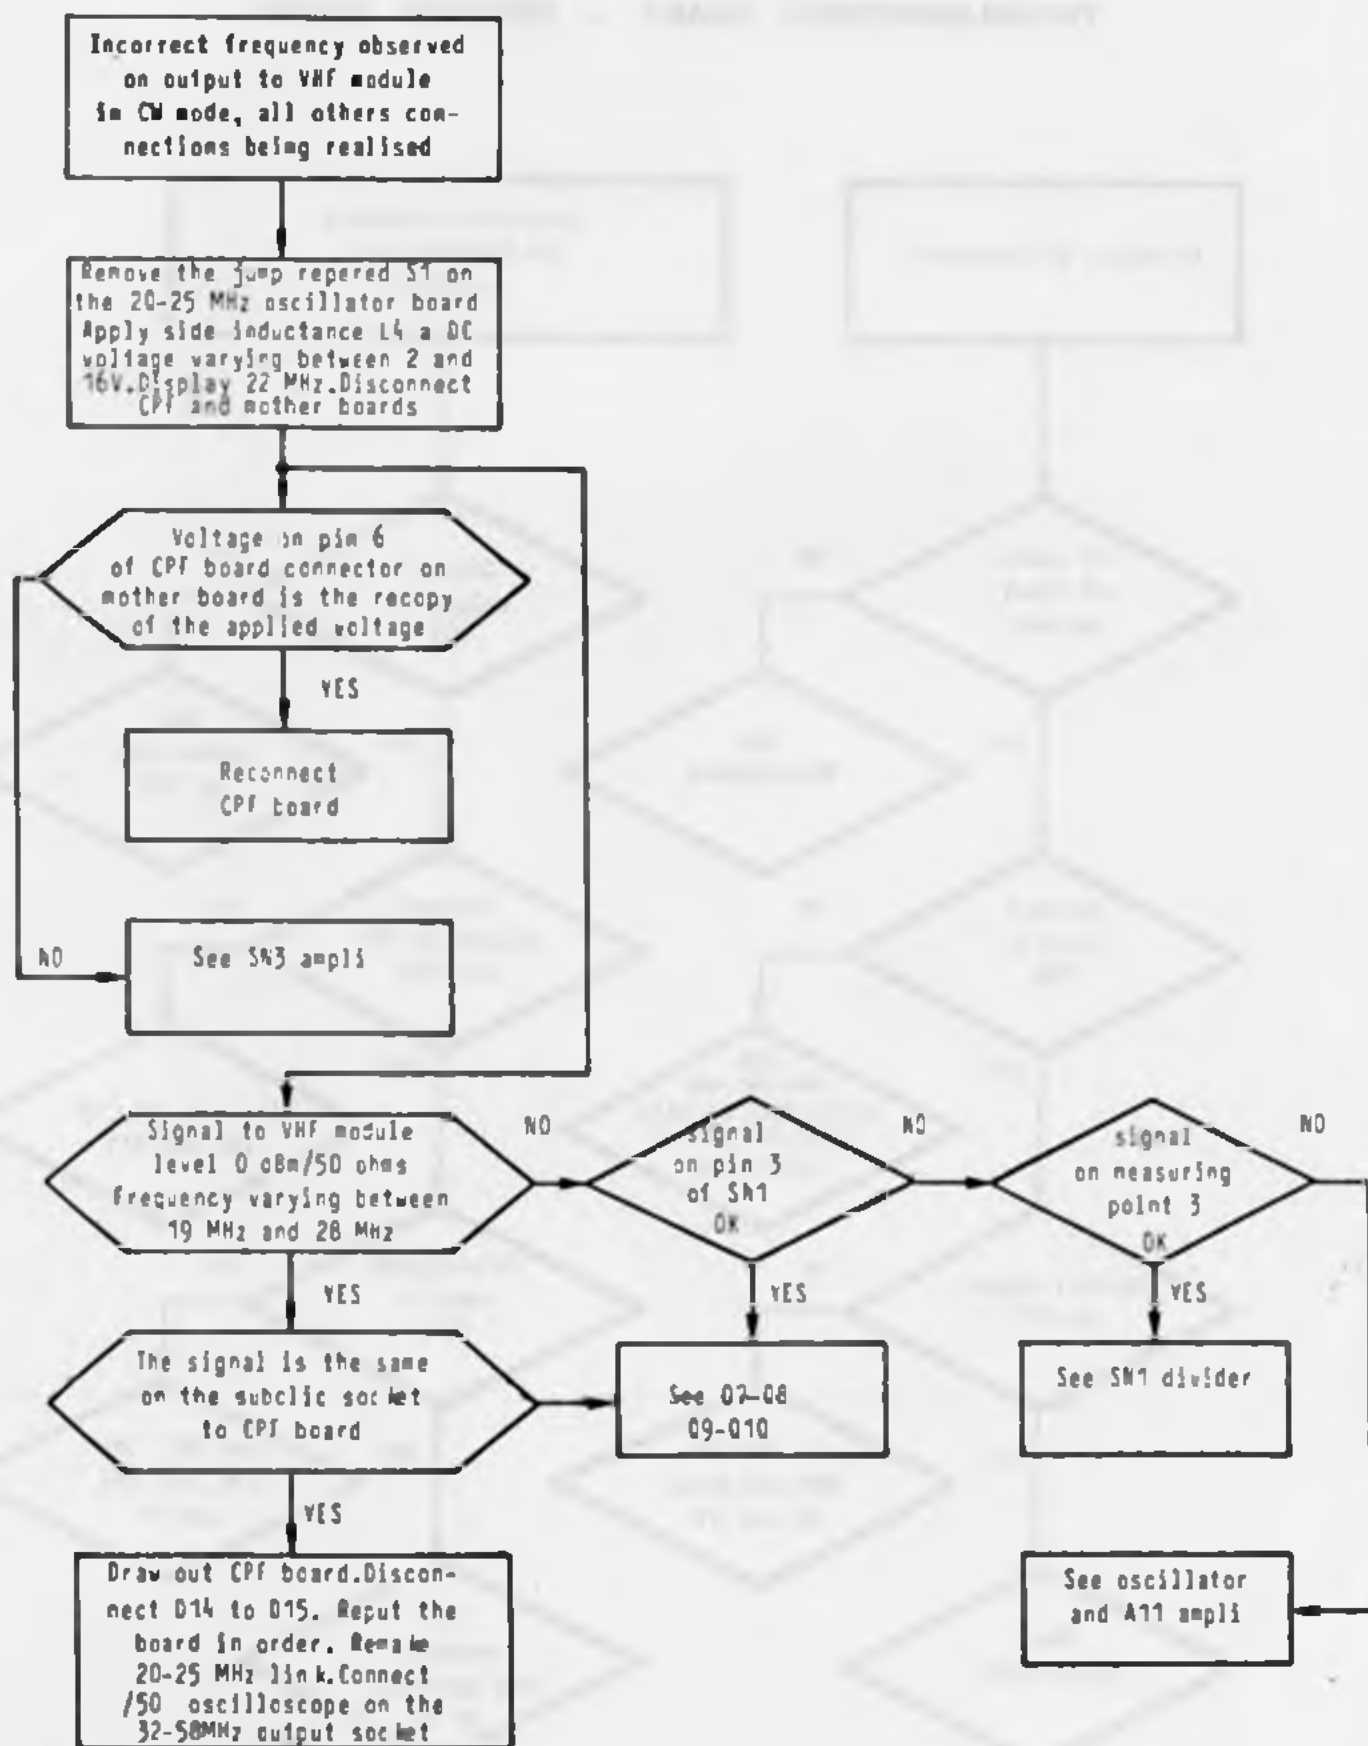 Incorrect frequency observed
on output to VHF module
in CW mode, all others con-
nections being realised
Remove the jump repered S1 on
the 20-25 MHz oscillator board
Apply side inductance L4 a DC
voltage varying between 2 and
16V.Display 22 MHz.Disconnect
CPF and mother boards
Voltage on pin 6
of CPF board connector on
mother board is the recopy
of the applied voltage
YES
Reconnect
CPF board
NO
See SN3 ampli
Signal to VHF module
level 0 dBm/50 ohms
frequency varying between
19 MHz and 28 MHz
NO
signal
on pin 3
of SN1
OK
NO
signal
on measuring
point 3
OK
NO
YES
YES
YES
The signal is the same
on the subclic socket
to CPF board
See Q7-Q8
Q9-Q10
See SN1 divider
YES
Draw out CPF board.Discon-
nect D14 to D15. Reput the
board in order. Remake
20-25 MHz link.Connect
/50 oscilloscope on the
32-58MHz output socket
See oscillator
and A11 ampli